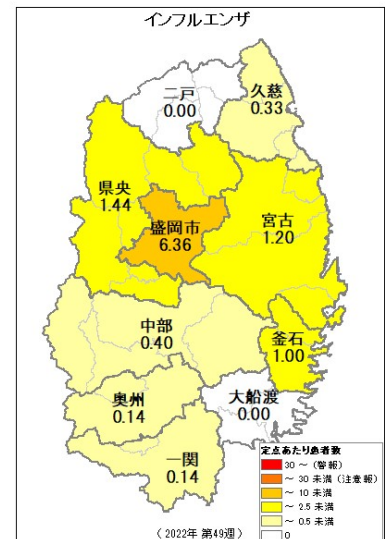 インフルエンザ
二戸
0.00
久慈
0.33
県央
1.44
盛岡市
6.36
宮古
1.20
中部
0.40
釜石
1.00
奥州
0.14
大船渡
0.00
一関
0.14
定点あたり患者数
30 ~ (警報)
~ 30 未満 (注意報)
~ 10 未満
~ 2.5 未満
~ 0.5 未満
0
(2022年 第49週)